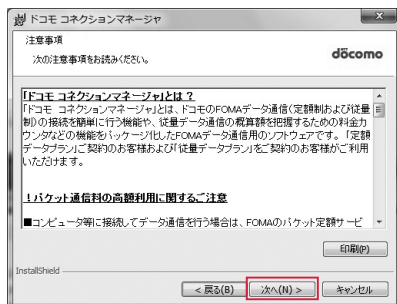 ドコモ コネクションマネージャ
注意事項
次の注意事項をお読みください。
döcomo
「ドコモ コネクションマネージャ」とは？
「ドコモ コネクションマネージャ」とは、ドコモのFOMAデータ通信（定額制および従量
制）の接続を簡単に行う機能や、従量データ通信の概算額を把握するための料金カ
ウンタなどの機能をパッケージ化したFOMAデータ通信用のソフトウェアです。「定額
データプラン」ご契約のお客様および「従量データプラン」をご契約のお客様がご利用
いただけます。
！パケット通信料の高額利用に関するご注意
■コンピュータ等に接続してデータ通信を行う場合は、FOMAのパケット定額サービ
印刷(P)
InstallShield
< 戻る(B)
次へ(N) >
キャンセル